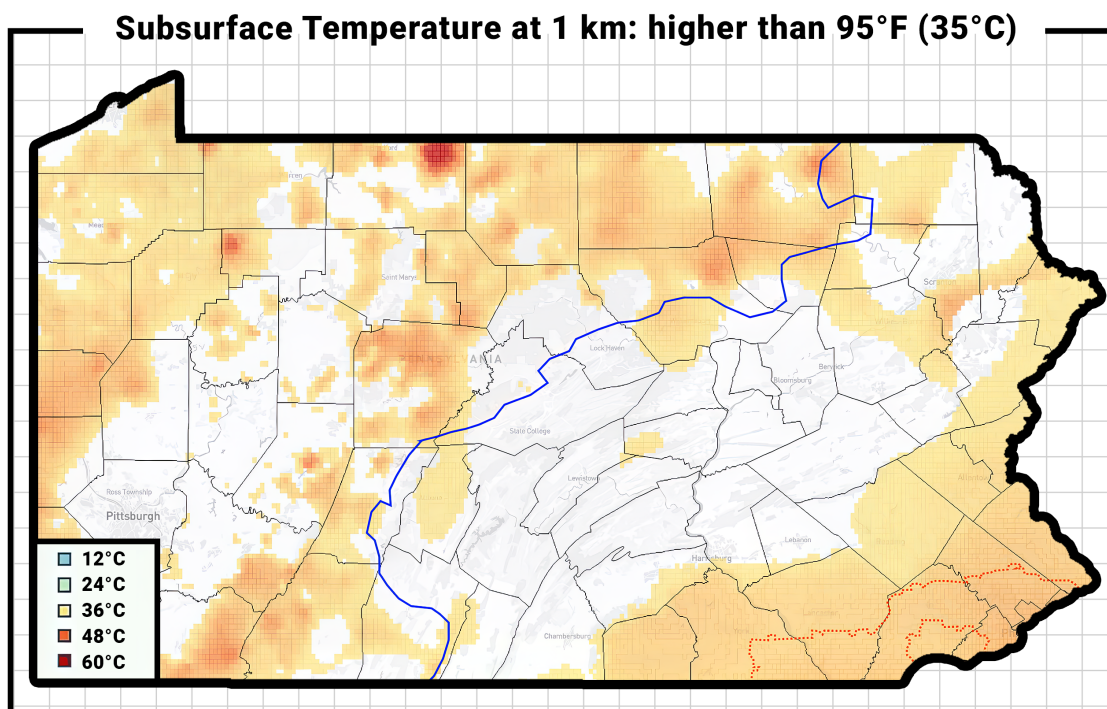 Subsurface Temperature at 1 km: higher than 95°F (35°C)
Saint Marys
ANIA
Lock Haven
Berwick
Bloomsburg
State College
Lewistown
Ross Township
Pittsburgh
Lebanon
Harrisburg
Chambersburg
12°C
24°C
36°C
48°C
60°C